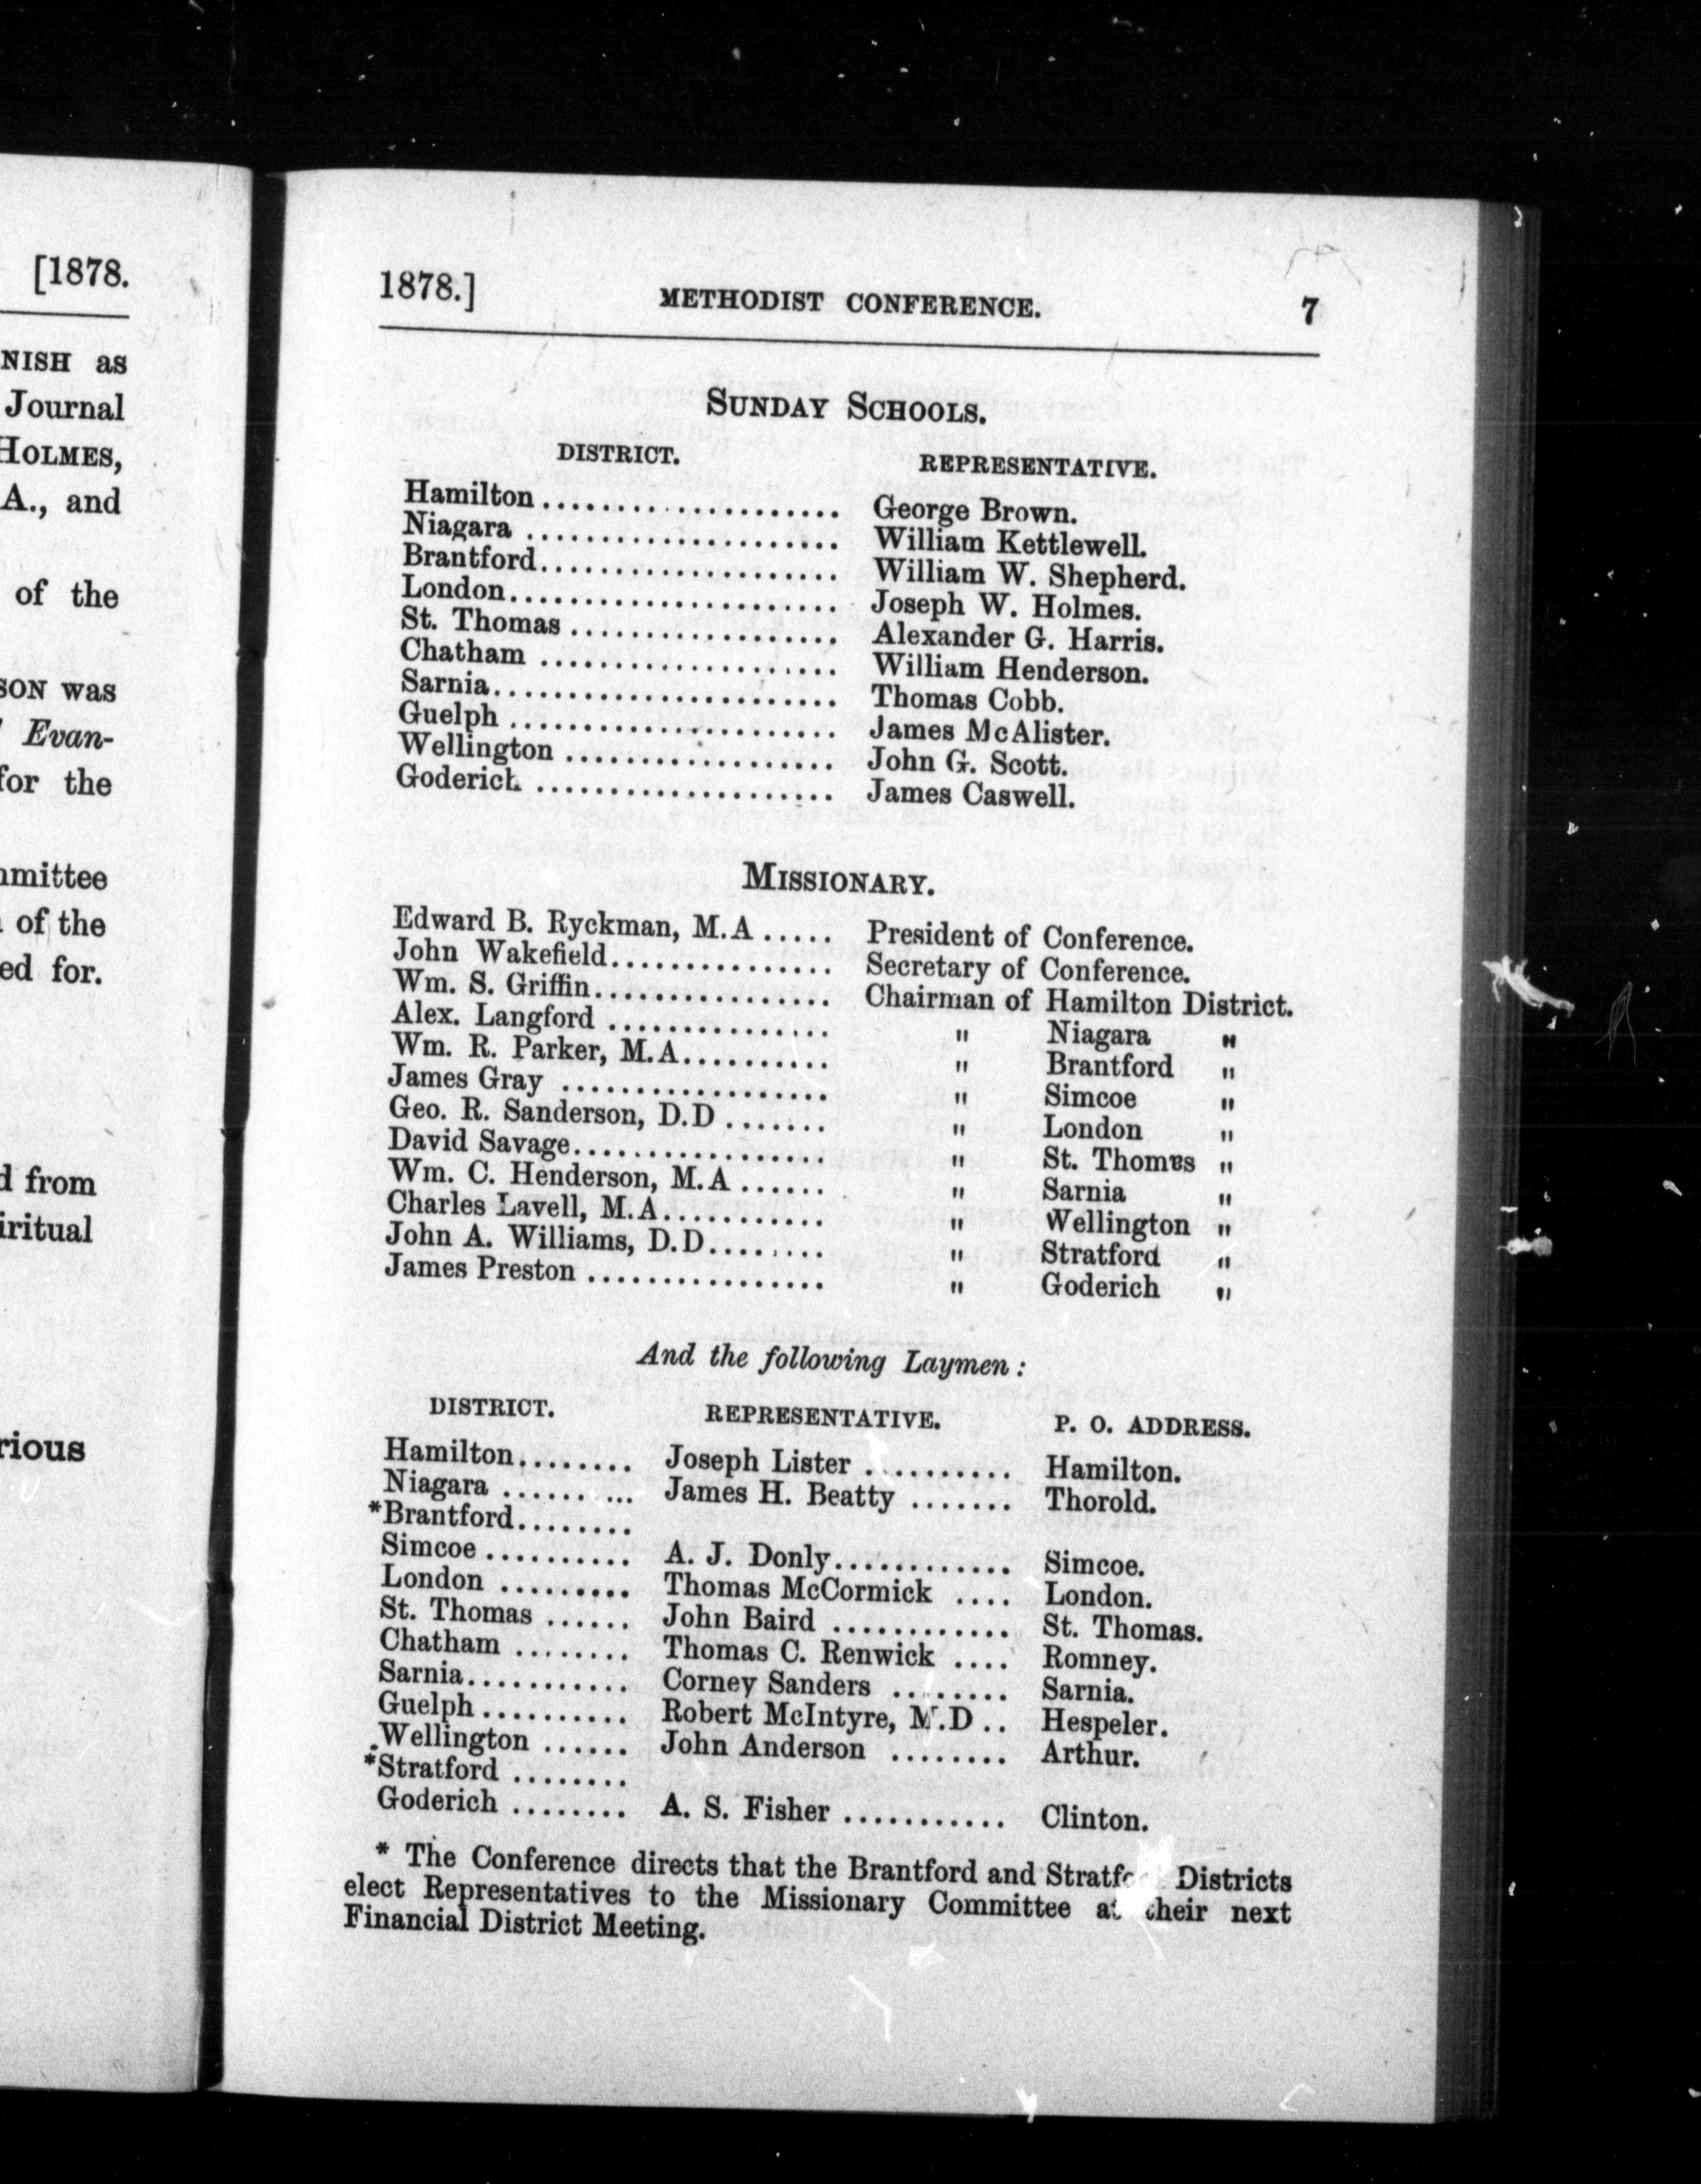 [1878.
NISH as
Journal
HOLMES,
A., and
of the
SON was
Evan-
for the
mmittee
of the
ed for.
d from
iritual
rious
1878.] METHODIST CONFERENCE. 7
SUNDAY SCHOOLS.
DISTRICT. REPRESENTATIVE.
Hamilton .................... George Brown.
Niagara ..................... William Kettlewell.
Brantford.................... William W. Shepherd.
London...................... Joseph W. Holmes.
St. Thomas .................. Alexander G. Harris.
Chatham .................... William Henderson.
Sarnia....................... Thomas Cobb.
Guelph ...................... James McAlister.
Wellington .................. John G. Scott.
Goderich .................... James Caswell.
MISSIONARY.
Edward B. Ryckman, M.A ..... President of Conference.
John Wakefield............... Secretary of Conference.
Wm. S. Griffin................ Chairman of Hamilton District.
Alex. Langford ............... " Niagara "
Wm. R. Parker, M.A.......... " Brantford "
James Gray .................. " Simcoe "
Geo. R. Sanderson, D.D ....... " London "
David Savage................. " St. Thomas "
Wm. C. Henderson, M.A ...... " Sarnia "
Charles Lavell, M.A........... " Wellington "
John A. Williams, D.D........ " Stratford "
James Preston ................ " Goderich "
And the following Laymen :
DISTRICT. REPRESENTATIVE. P. O. ADDRESS.
Hamilton........ Joseph Lister .......... Hamilton.
Niagara ......... James H. Beatty ....... Thorold.
*Brantford........
Simcoe .......... A. J. Donly............ Simcoe.
London ......... Thomas McCormick .... London.
St. Thomas ...... John Baird ............ St. Thomas.
Chatham ........ Thomas C. Renwick .... Romney.
Sarnia........... Corney Sanders ........ Sarnia.
Guelph .......... Robert McIntyre, M.D .. Hespeler.
Wellington ...... John Anderson ........ Arthur.
*Stratford ........
Goderich ........ A. S. Fisher ........... Clinton.
* The Conference directs that the Brantford and Stratford Districts
elect Representatives to the Missionary Committee at their next
Financial District Meeting.